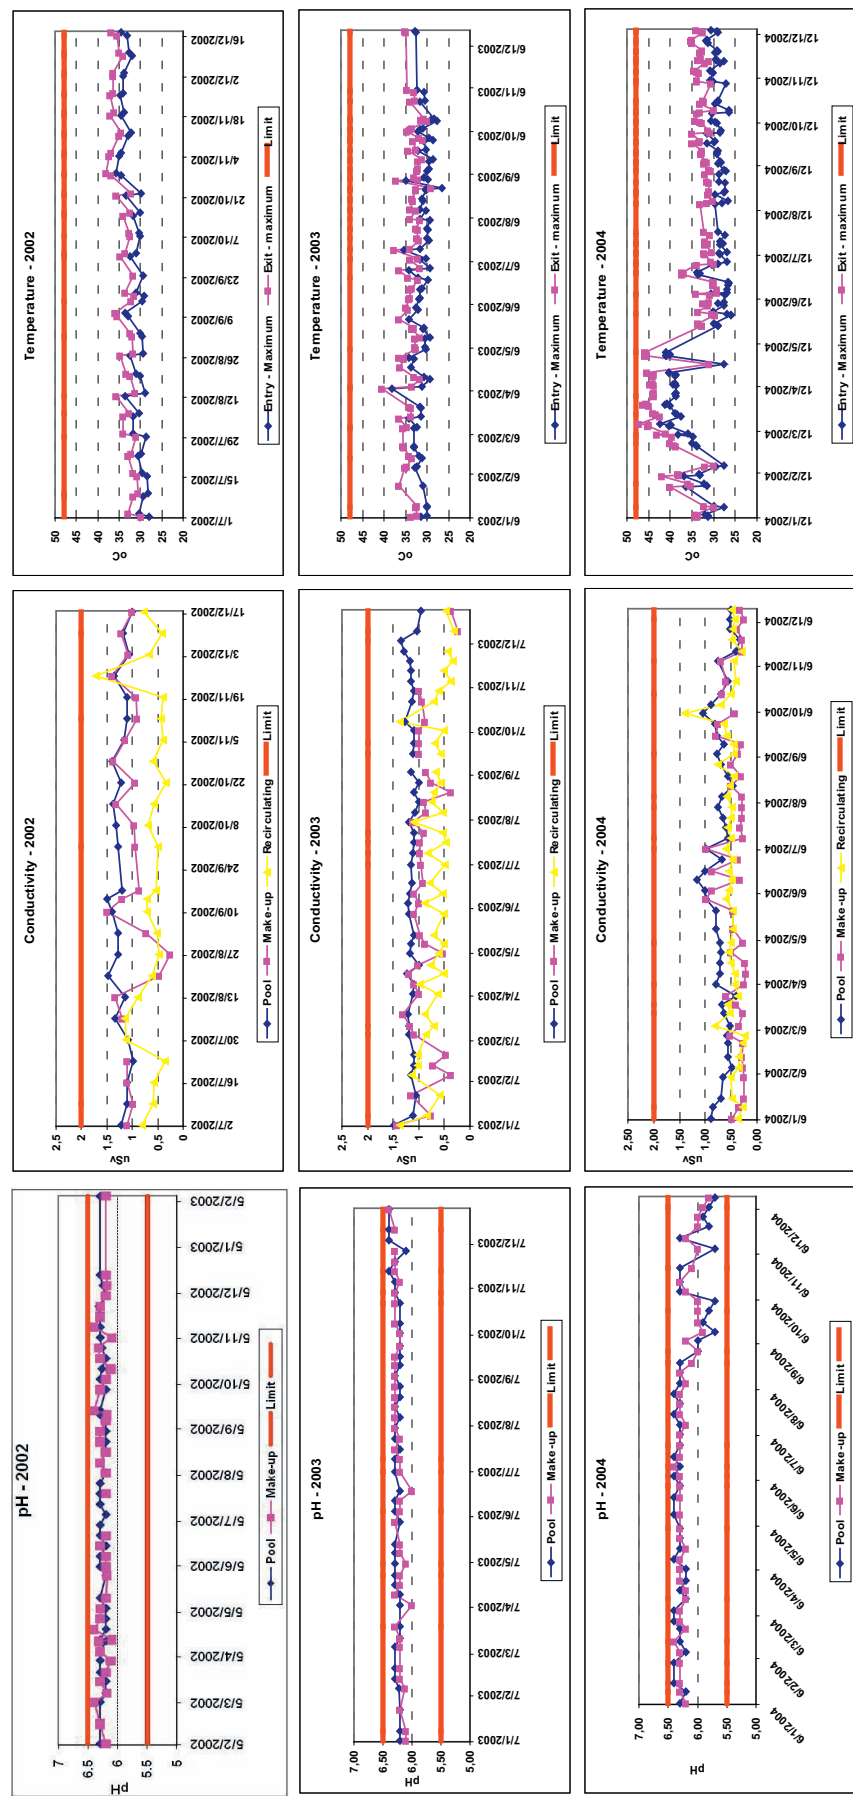 pH - 2002
7
6.5
6
5.5
5
pH
5/2/2002 5/3/2002 5/4/2002 5/5/2002 5/6/2002 5/7/2002 5/8/2002 5/9/2002 5/10/2002 5/11/2002 5/12/2002 5/1/2003 5/2/2003
Pool Make-up Limit
Conductivity - 2002
2,5
2
1,5
1
0,5
0
uSv
2/7/2002 16/7/2002 30/7/2002 13/8/2002 27/8/2002 10/9/2002 24/9/2002 8/10/2002 22/10/2002 5/11/2002 19/11/2002 3/12/2002 17/12/2002
Pool Make-up Recirculating Limit
Temperature - 2002
50
45
40
35
30
25
20
oC
1/7/2002 15/7/2002 29/7/2002 12/8/2002 26/8/2002 9/9/2002 23/9/2002 7/10/2002 21/10/2002 4/11/2002 18/11/2002 2/12/2002 16/12/2002
Entry - Maximum Exit - maximum Limit
pH - 2003
7,00
6,50
6,00
5,50
5,00
pH
7/1/2003 7/2/2003 7/3/2003 7/4/2003 7/5/2003 7/6/2003 7/7/2003 7/8/2003 7/9/2003 7/10/2003 7/11/2003 7/12/2003
Pool Make-up Limit
Conductivity - 2003
2,5
2
1,5
1
0,5
0
uSv
7/1/2003 7/2/2003 7/3/2003 7/4/2003 7/5/2003 7/6/2003 7/7/2003 7/8/2003 7/9/2003 7/10/2003 7/11/2003 7/12/2003
Pool Make-up Recirculating Limit
Temperature - 2003
50
45
40
35
30
25
20
oC
6/1/2003 6/2/2003 6/3/2003 6/4/2003 6/5/2003 6/6/2003 6/7/2003 6/8/2003 6/9/2003 6/10/2003 6/11/2003 6/12/2003
Entry - Maximum Exit - maximum Limit
pH - 2004
7,00
6,50
6,00
5,50
5,00
pH
6/1/2004 6/2/2004 6/3/2004 6/4/2004 6/5/2004 6/6/2004 6/7/2004 6/8/2004 6/9/2004 6/10/2004 6/11/2004 6/12/2004
Pool Make-up Limit
Conductivity - 2004
2,50
2,00
1,50
1,00
0,50
0,00
uSv
6/1/2004 6/2/2004 6/3/2004 6/4/2004 6/5/2004 6/6/2004 6/7/2004 6/8/2004 6/9/2004 6/10/2004 6/11/2004 6/12/2004
Pool Make-up Recirculating Limit
Temperature - 2004
50
45
40
35
30
25
20
oC
12/1/2004 12/2/2004 12/3/2004 12/4/2004 12/5/2004 12/6/2004 12/7/2004 12/8/2004 12/9/2004 12/10/2004 12/11/2004 12/12/2004
Entry - Maximum Exit - maximum Limit